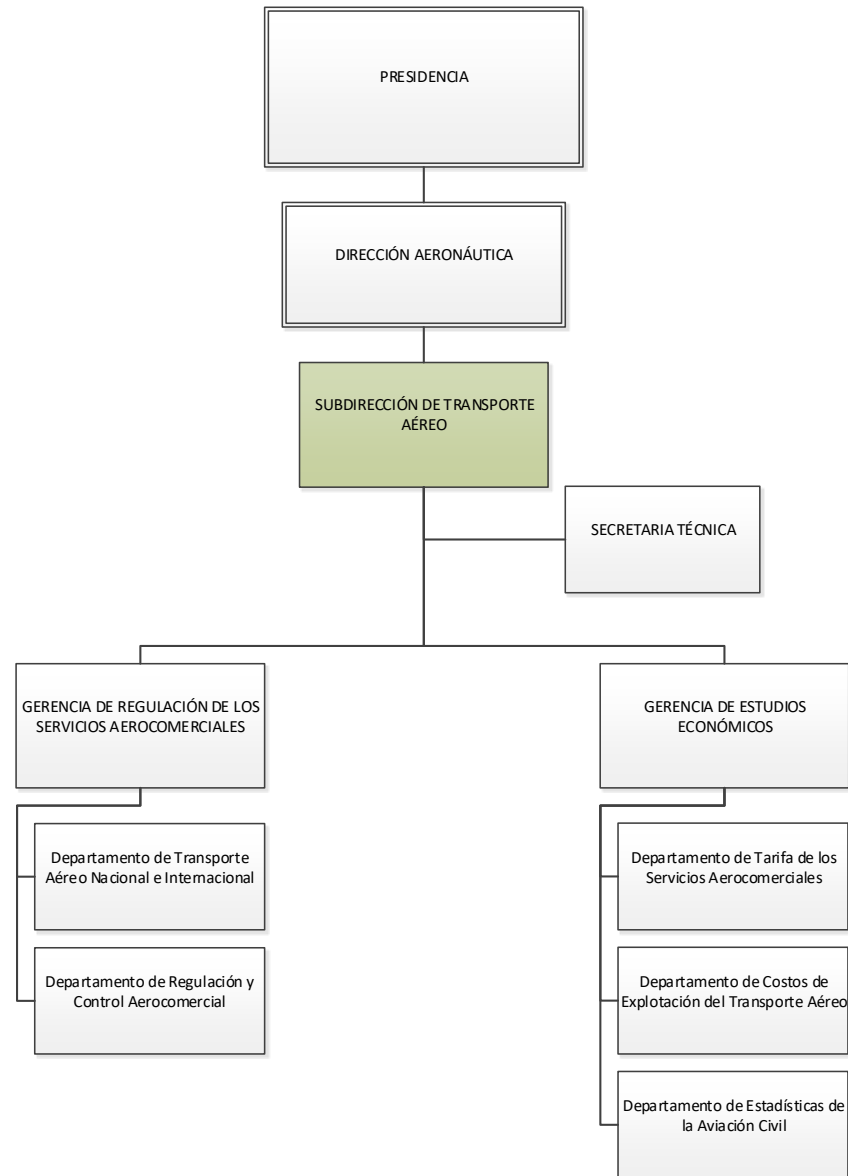 PRESIDENCIA
DIRECCIÓN AERONÁUTICA
SUBDIRECCIÓN DE TRANSPORTE
AÉREO
SECRETARIA TÉCNICA
GERENCIA DE REGULACIÓN DE LOS
SERVICIOS AEROCOMERCIALES
Departamento de Transporte
Aéreo Nacional e Internacional
Departamento de Regulación y
Control Aerocomercial
GERENCIA DE ESTUDIOS
ECONÓMICOS
Departamento de Tarifa de los
Servicios Aerocomerciales
Departamento de Costos de
Explotación del Transporte Aéreo
Departamento de Estadísticas de
la Aviación Civil